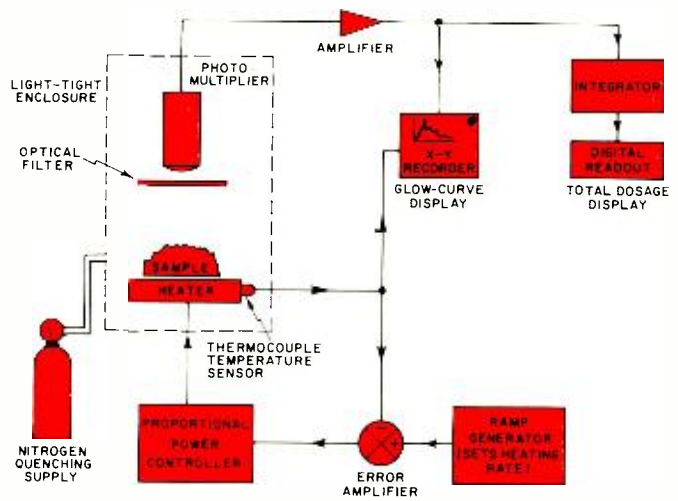 AMPLIFIER
PHOTO
MULTIPLIER
LIGHT-TIGHT
ENCLOSURE
INTEGRATOR
OPTICAL
FILTER
X-Y
RECORDER
DIGITAL
READOUT
GLOW-CURVE
DISPLAY
TOTAL DOSAGE
DISPLAY
SAMPLE
HEATER
THERMOCOUPLE
TEMPERATURE
SENSOR
NITROGEN
QUENCHING
SUPPLY
PROPORTIONAL
POWER
CONTROLLER
-
+
ERROR
AMPLIFIER
RAMP
GENERATOR
(SETS HEATING
RATE)